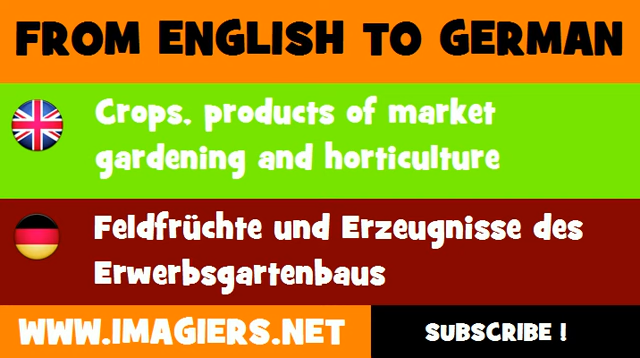 FROM ENGLISH TO GERMAN
Crops, products of market
gardening and horticulture
Feldfrüchte und Erzeugnisse des
Erwerbsgartenbaus
WWW.IMAGIERS.NET
SUBSCRIBE !